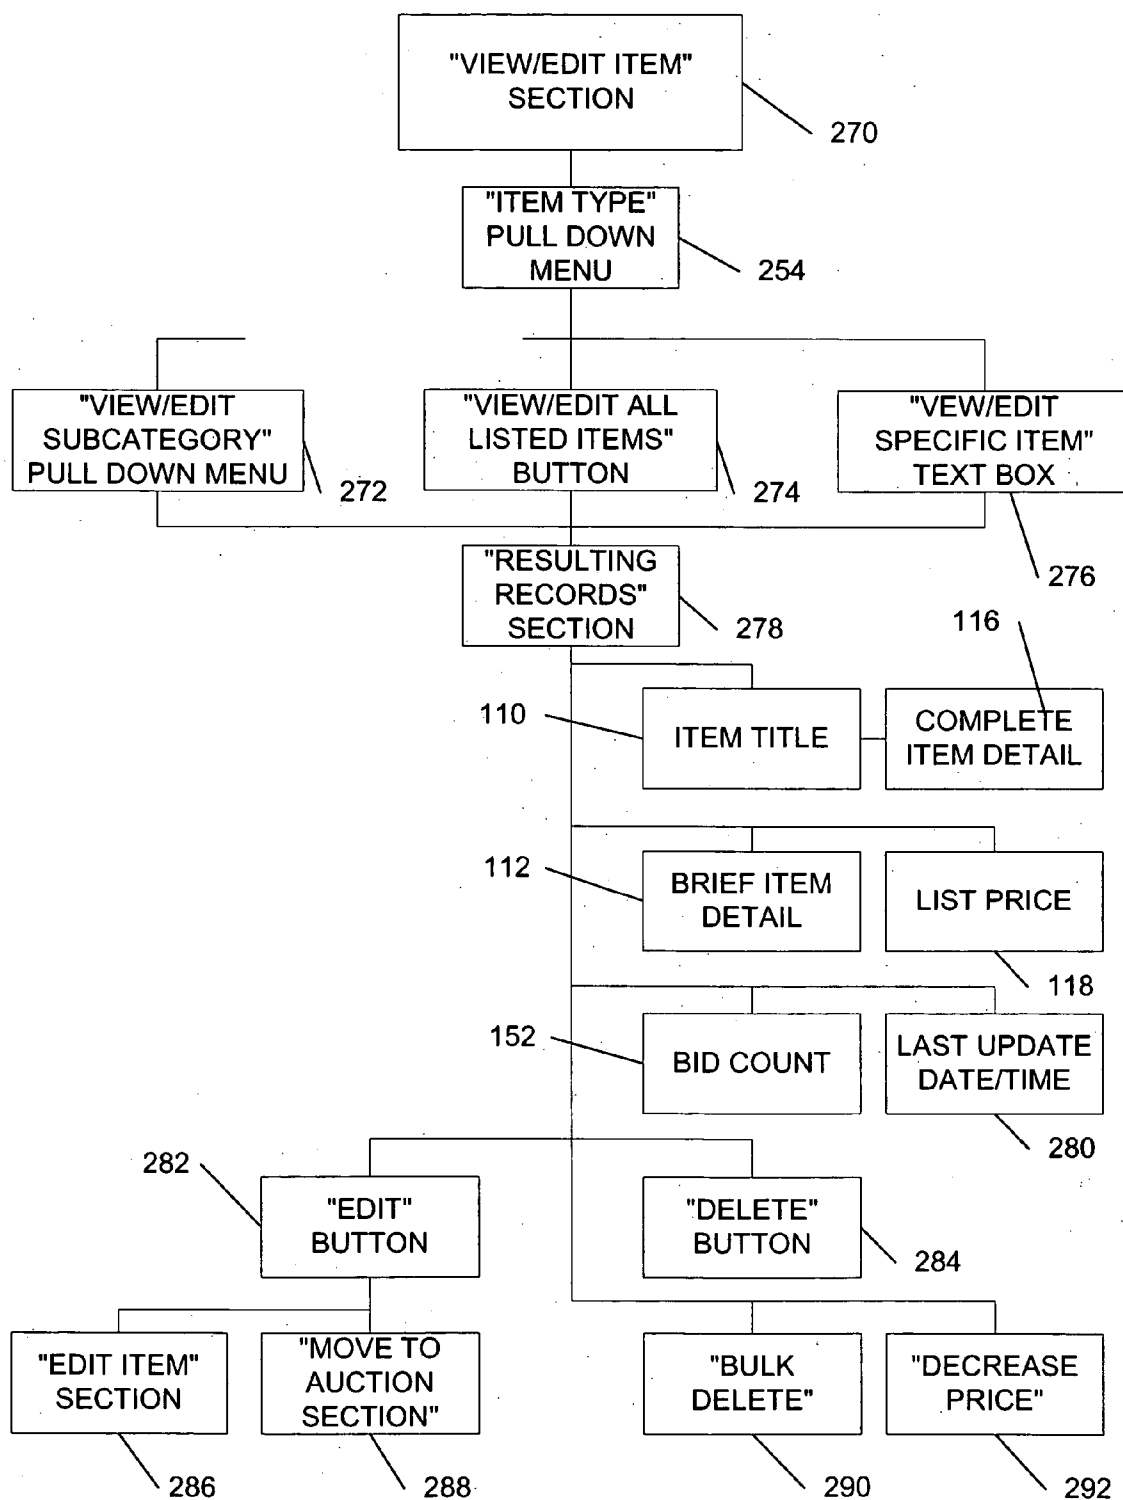 "VIEW/EDIT ITEM"
SECTION
270
"ITEM TYPE"
PULL DOWN
MENU
254
"VIEW/EDIT
SUBCATEGORY"
PULL DOWN MENU
272
"VIEW/EDIT ALL
LISTED ITEMS"
BUTTON
274
"VEW/EDIT
SPECIFIC ITEM"
TEXT BOX
276
"RESULTING
RECORDS"
SECTION
278
116
110
ITEM TITLE
COMPLETE
ITEM DETAIL
112
BRIEF ITEM
DETAIL
LIST PRICE
118
152
BID COUNT
LAST UPDATE
DATE/TIME
280
282
"EDIT"
BUTTON
"DELETE"
BUTTON
284
"EDIT ITEM"
SECTION
286
"MOVE TO
AUCTION
SECTION"
288
"BULK
DELETE"
290
"DECREASE
PRICE"
292